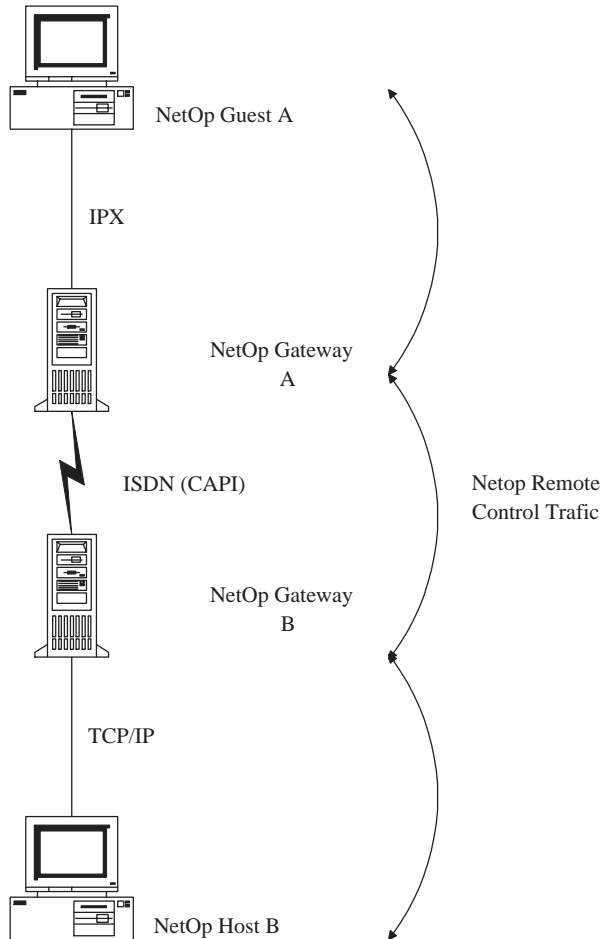 NetOp Guest A
IPX
NetOp Gateway
A
ISDN (CAPI)
Netop Remote
Control Trafic
NetOp Gateway
B
TCP/IP
NetOp Host B